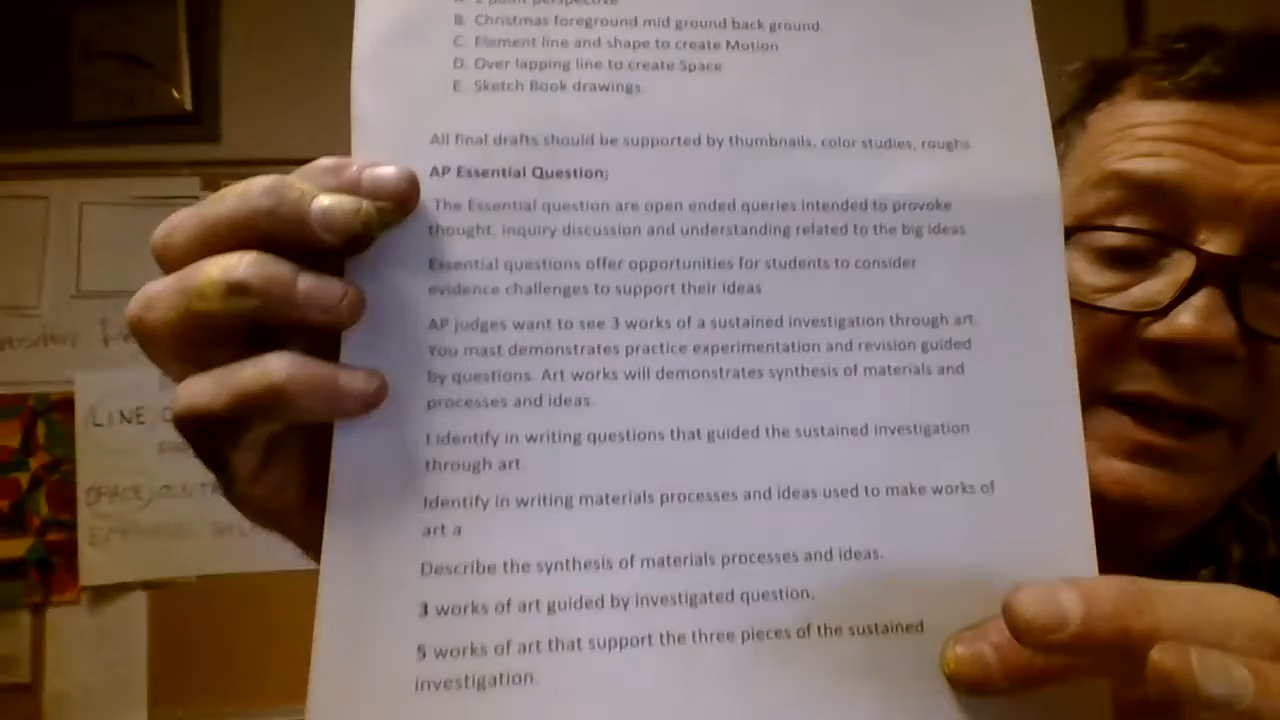 A. 2 point perspective
B. Christmas foreground mid ground back ground
C. Element line and shape to create Motion
D. Over lapping line to create Space
E. Sketch Book drawings
All final drafts should be supported by thumbnails, color studies, roughs
AP Essential Question;
The Essential question are open ended queries intended to provoke
thought, inquiry discussion and understanding related to the big ideas
Essential questions offer opportunities for students to consider
evidence challenges to support their ideas
AP judges want to see 3 works of a sustained investigation through art.
You mast demonstrates practice experimentation and revision guided
by questions. Art works will demonstrates synthesis of materials and
processes and ideas.
I identify in writing questions that guided the sustained investigation
through art
Identify in writing materials processes and ideas used to make works of
art a
Describe the synthesis of materials processes and ideas.
3 works of art guided by investigated question.
5 works of art that support the three pieces of the sustained
investigation.
LINE
SPACE